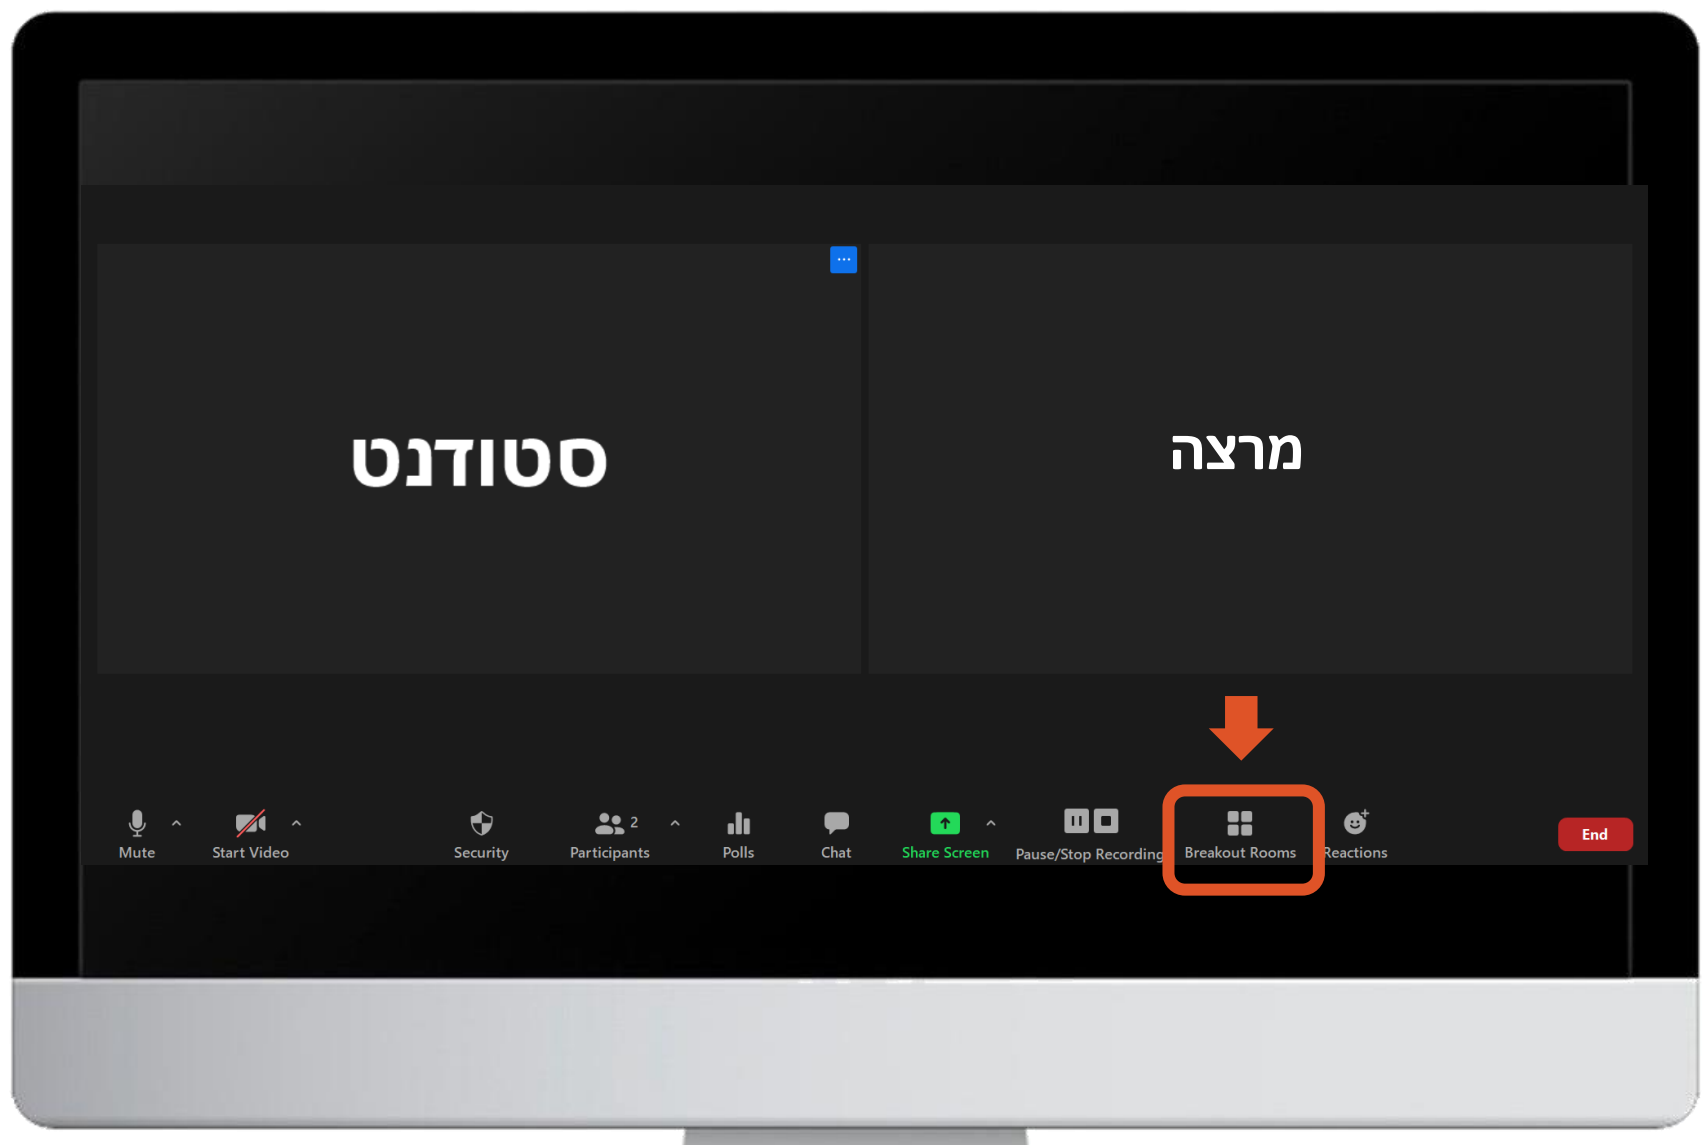 סטודנט
מרצה
Mute
Start Video
Security
2
Participants
Polls
Chat
Share Screen
Pause/Stop Recording
Breakout Rooms
Reactions
End